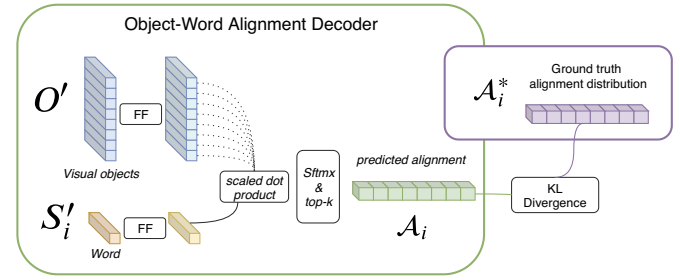 Object-Word Alignment Decoder
O′
FF
Visual objects
S′i
FF
Word
scaled dot
product
Sftmx
&
top-k
predicted alignment
Ai
A*i
Ground truth
alignment distribution
KL
Divergence